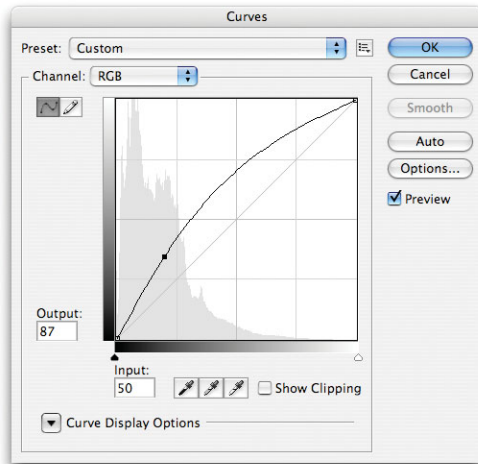 Curves
Preset: Custom
OK
Channel: RGB
Cancel
Smooth
Auto
Options...
Preview
Output:
87
Input:
50
Show Clipping
Curve Display Options